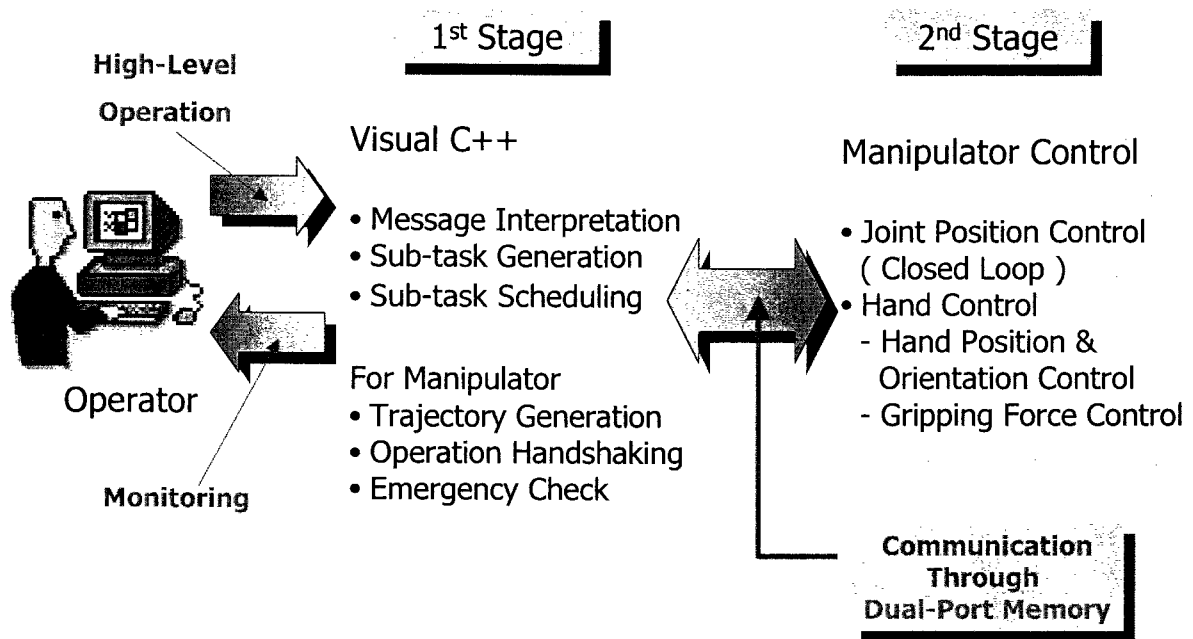 High-Level
Operation
Operator
Monitoring
1st Stage
Visual C++
• Message Interpretation
• Sub-task Generation
• Sub-task Scheduling
For Manipulator
• Trajectory Generation
• Operation Handshaking
• Emergency Check
2nd Stage
Manipulator Control
• Joint Position Control
( Closed Loop )
• Hand Control
- Hand Position &
Orientation Control
- Gripping Force Control
Communication
Through
Dual-Port Memory